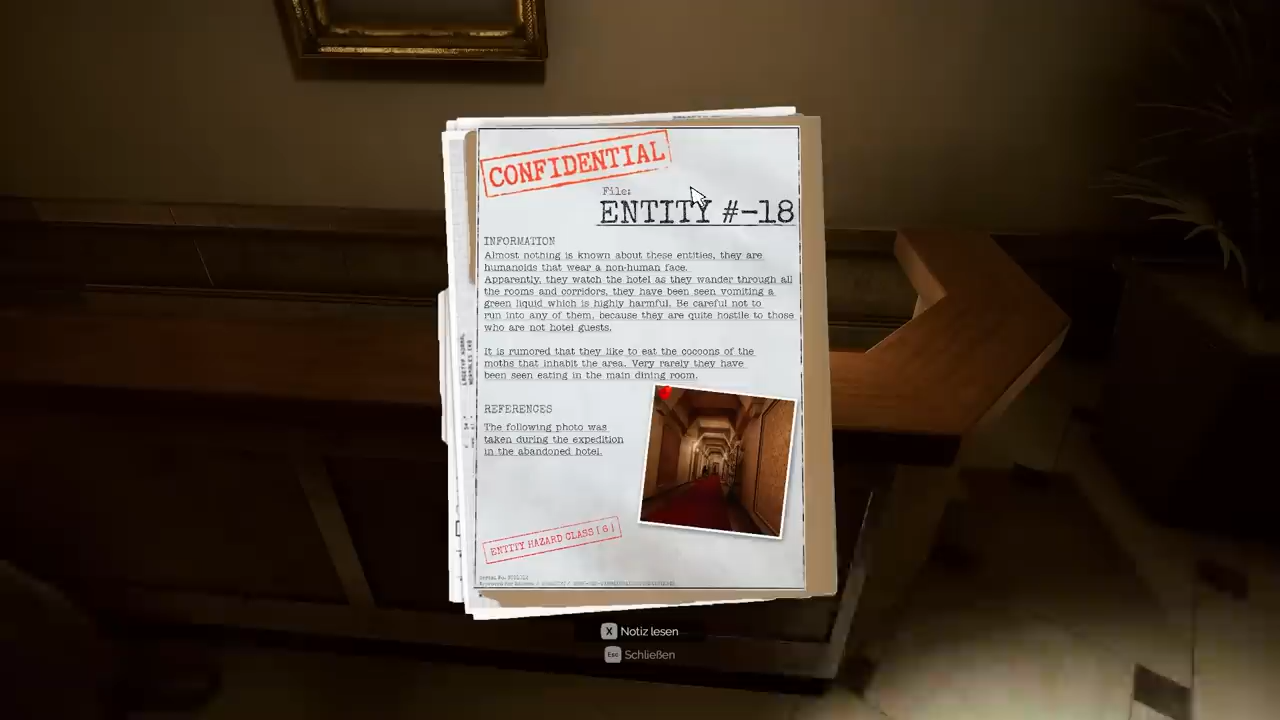 CONFIDENTIAL
File:
ENTITY #-18
INFORMATION
Almost nothing is known about these entities, they are
humanoids that wear a non-human face.
Apparently, they watch the hotel as they wander through all
the rooms and corridors, they have been seen vomiting a
green liquid which is highly harmful. Be careful not to
run into any of them, because they are quite hostile to those
who are not hotel guests.
It is rumored that they like to eat the cocoons of the
moths that inhabit the area. Very rarely they have
been seen eating in the main dining room.
REFERENCES
The following photo was
taken during the expedition
in the abandoned hotel.
ENTITY HAZARD CLASS [ 6 ]
X Notiz lesen
Esc Schließen